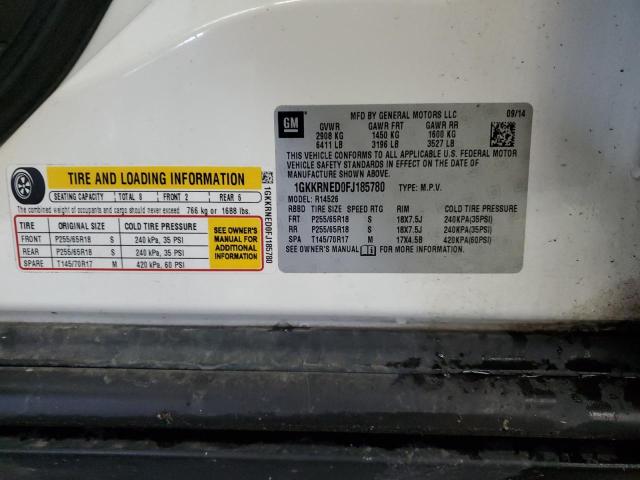 TIRE AND LOADING INFORMATION
SEATING CAPACITY TOTAL 8 FRONT 2 REAR 6
The combined weight of occupants and cargo should never exceed 766 kg or 1688 lbs.
TIRE ORIGINAL SIZE COLD TIRE PRESSURE
FRONT P255/65R18 S 240 kPa, 35 PSI
REAR P255/65R18 S 240 kPa, 35 PSI
SPARE T145/70R17 M 420 kPa, 60 PSI
SEE OWNER'S
MANUAL FOR
ADDITIONAL
INFORMATION
1GKKRNED0FJ185780
GM
MFD BY GENERAL MOTORS LLC 09/14
GVWR GAWR FRT GAWR RR
2908 KG 1450 KG 1600 KG
6411 LB 3196 LB 3527 LB
THIS VEHICLE CONFORMS TO ALL APPLICABLE U.S. FEDERAL MOTOR
VEHICLE SAFETY STANDARDS IN EFFECT ON THE DATE OF
MANUFACTURE SHOWN ABOVE.
1GKKRNED0FJ185780 TYPE: M.P.V.
MODEL: R14526
RBBD TIRE SIZE SPEED RTG RIM COLD TIRE PRESSURE
FRT P255/65R18 S 18X7.5J 240KPA(35PSI)
RR P255/65R18 S 18X7.5J 240KPA(35PSI)
SPA T145/70R17 M 17X4.5B 420KPA(60PSI)
SEE OWNER'S MANUAL FOR MORE INFORMATION.